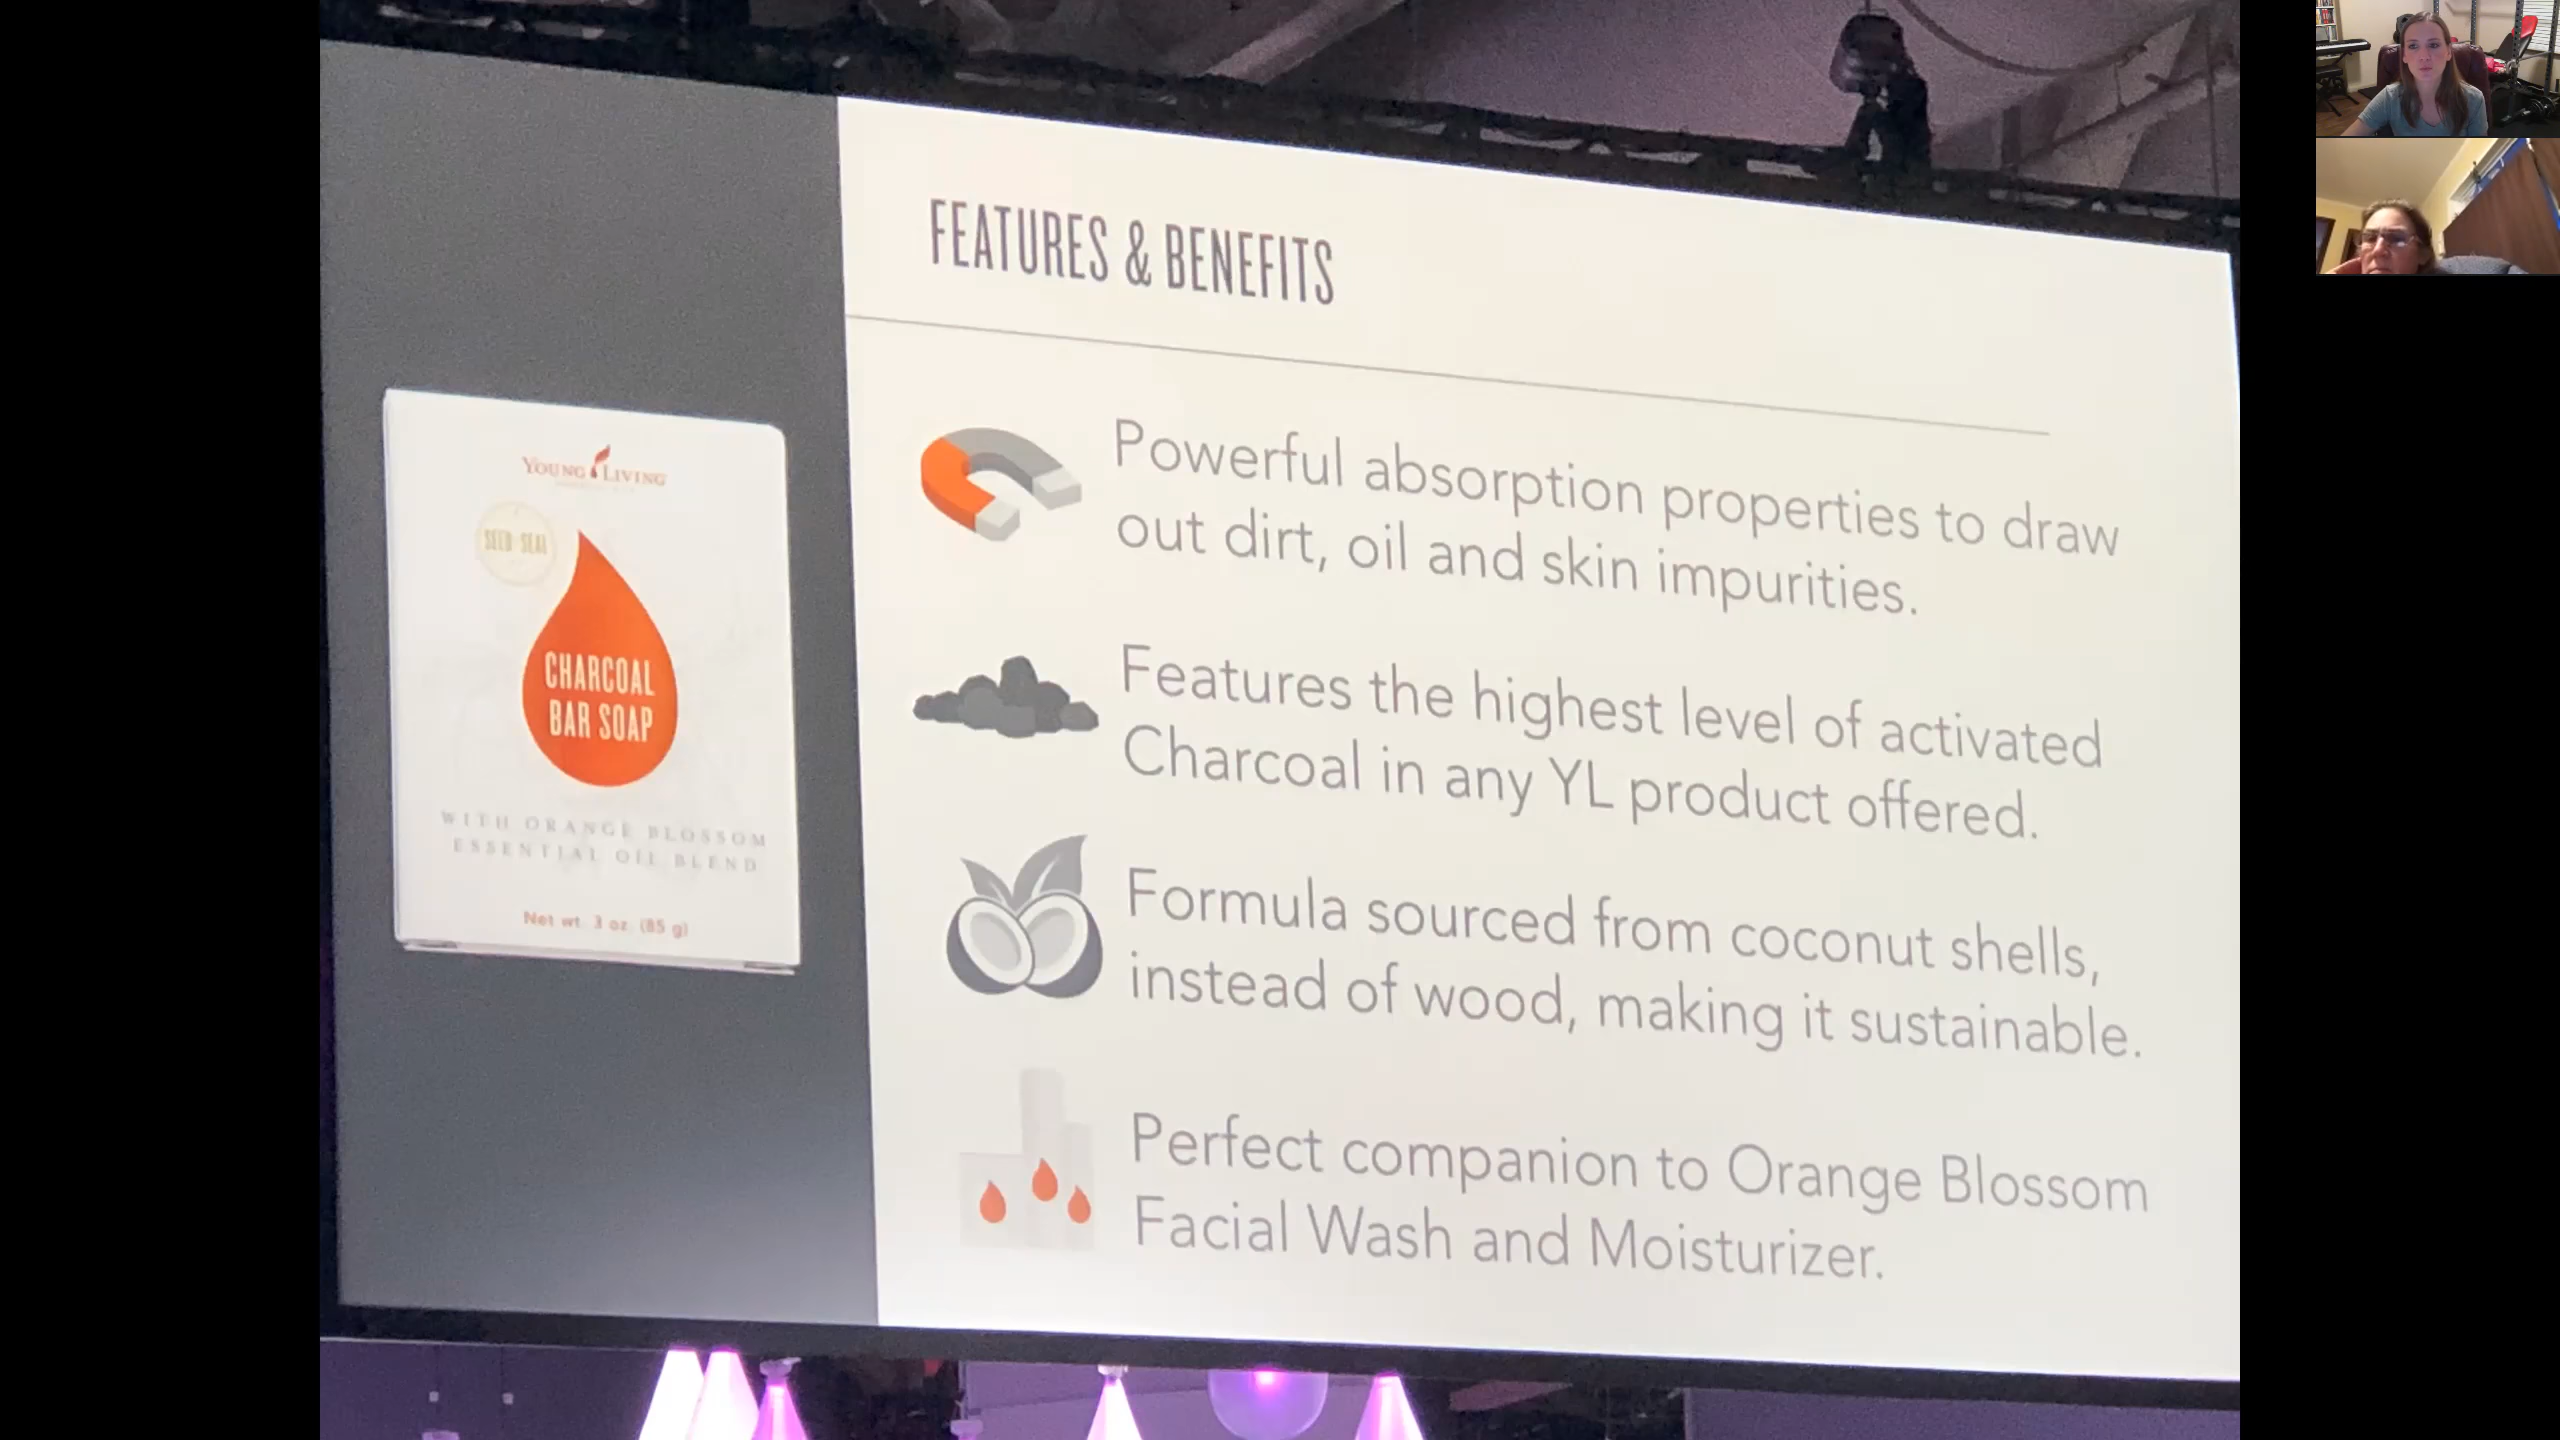 FEATURES & BENEFITS
Powerful absorption properties to draw
out dirt, oil and skin impurities.
Features the highest level of activated
Charcoal in any YL product offered.
Formula sourced from coconut shells,
instead of wood, making it sustainable.
Perfect companion to Orange Blossom
Facial Wash and Moisturizer.
YOUNG LIVING
SEED SEAL
CHARCOAL
BAR SOAP
WITH ORANGE BLOSSOM
ESSENTIAL OIL BLEND
Net wt. 3 oz. (85 g)